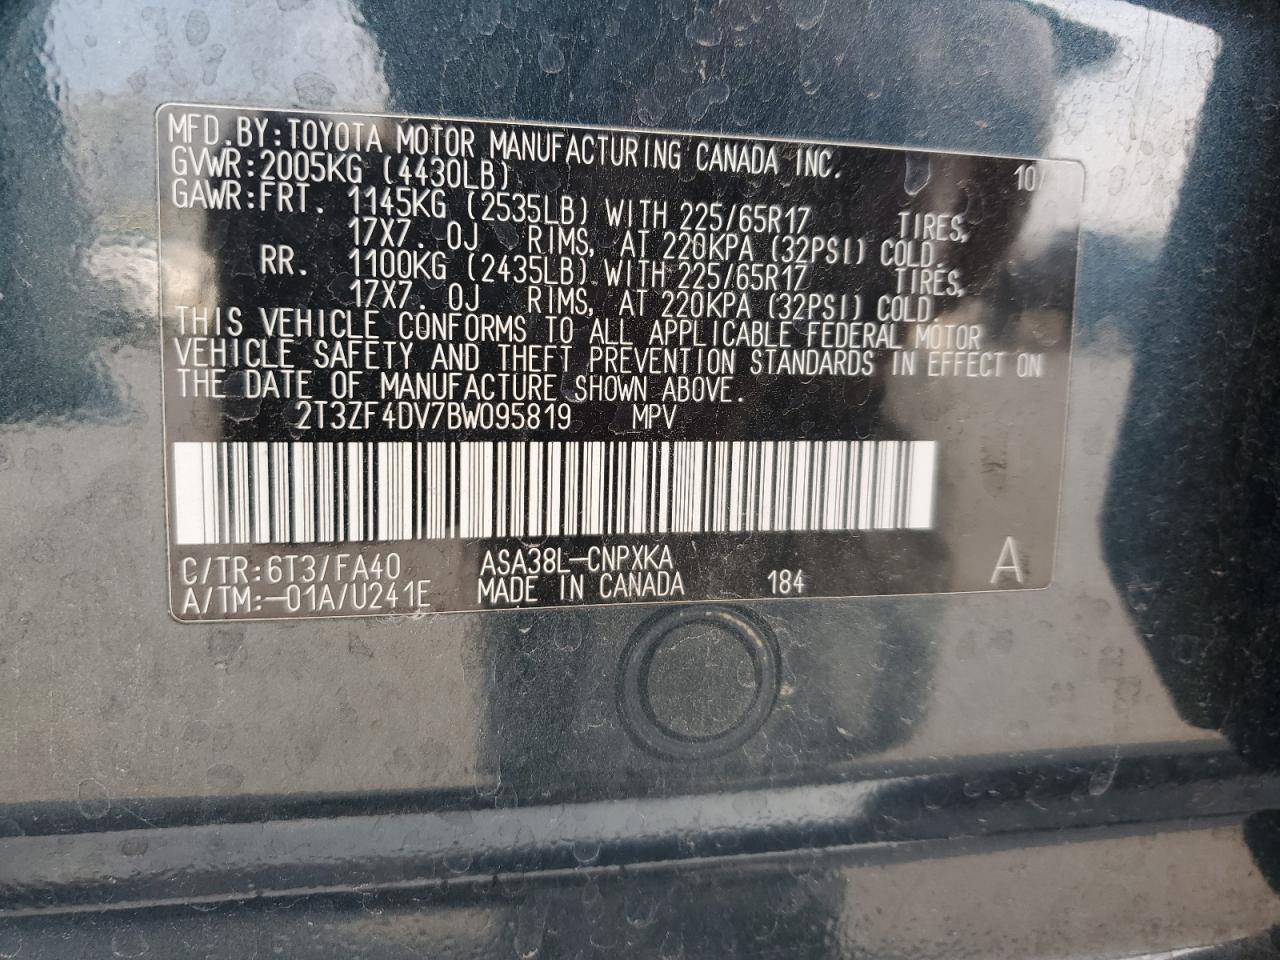 MFD.BY:TOYOTA MOTOR MANUFACTURING CANADA INC.
GVWR:2005KG (4430LB) 10/
GAWR:FRT. 1145KG (2535LB) WITH 225/65R17 TIRES,
17X7.0J RIMS, AT 220KPA (32PSI) COLD.
RR. 1100KG (2435LB) WITH 225/65R17 TIRES,
17X7.0J RIMS, AT 220KPA (32PSI) COLD.
THIS VEHICLE CONFORMS TO ALL APPLICABLE FEDERAL MOTOR
VEHICLE SAFETY AND THEFT PREVENTION STANDARDS IN EFFECT ON
THE DATE OF MANUFACTURE SHOWN ABOVE.
2T3ZF4DV7BW095819 MPV
C/TR:6T3/FA40 ASA38L-CNPXKA
A/TM:-01A/U241E MADE IN CANADA 184 A